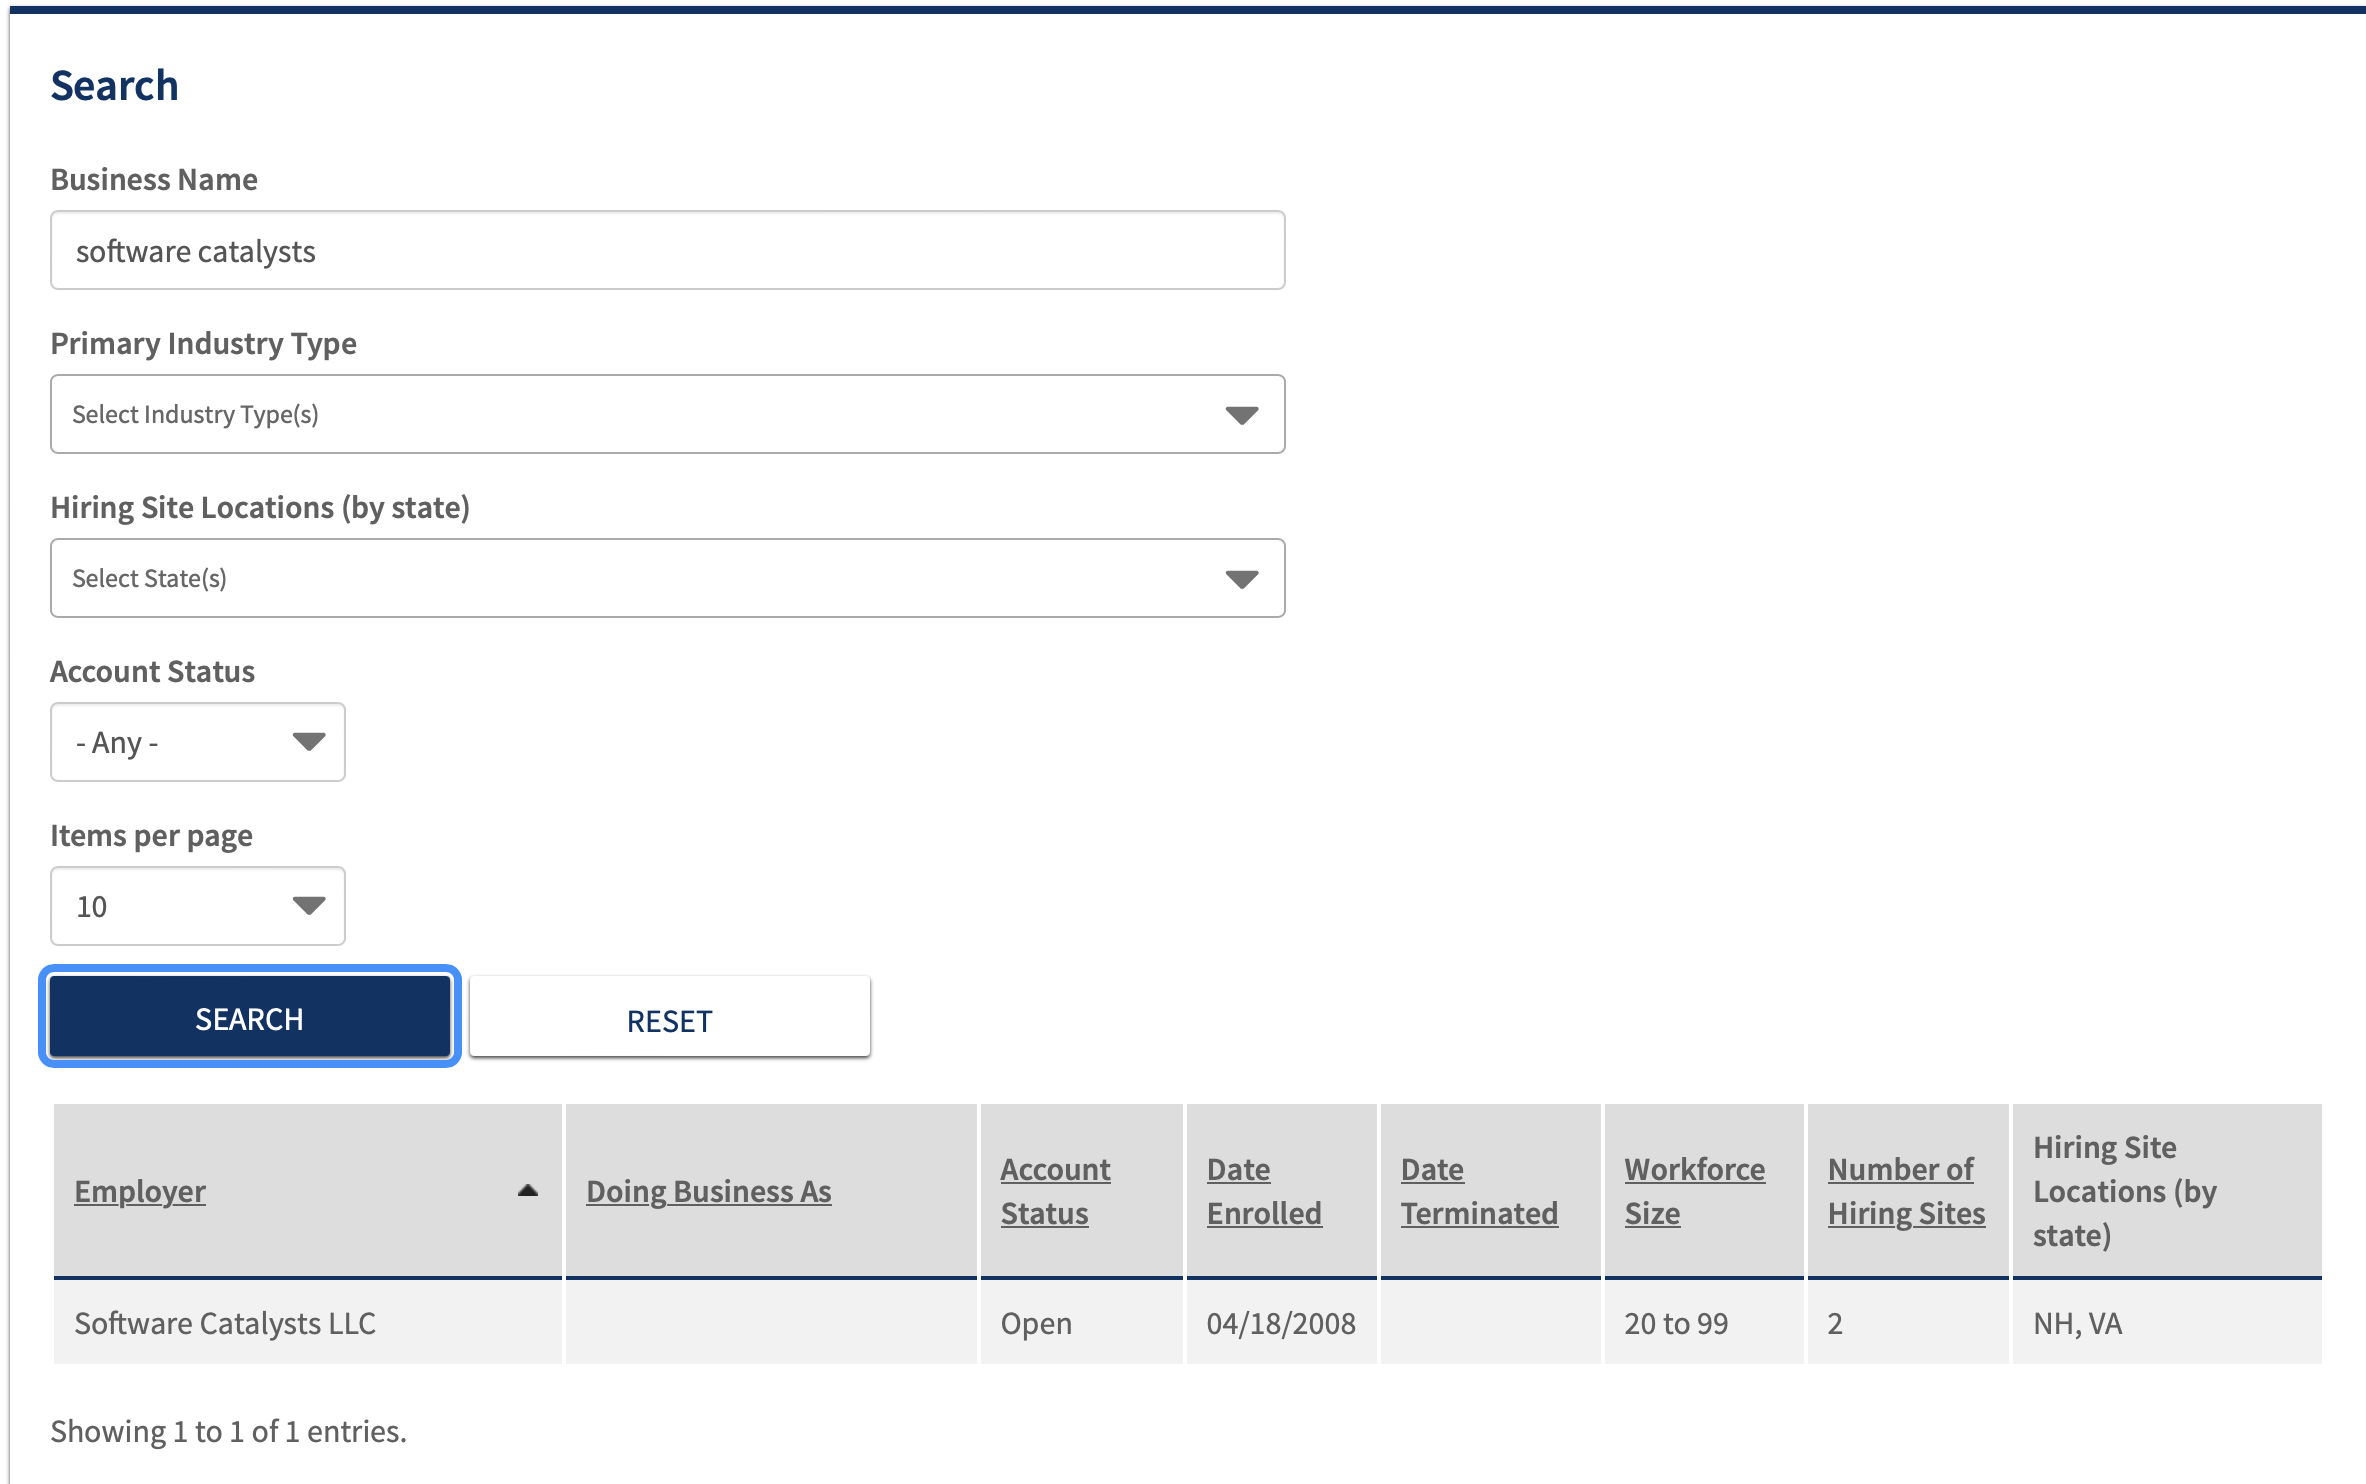 Search
Business Name
software catalysts
Primary Industry Type
Select Industry Type(s)
Hiring Site Locations (by state)
Select State(s)
Account Status
- Any -
Items per page
10
SEARCH
RESET
Employer
Doing Business As
Account
Status
Date
Enrolled
Date
Terminated
Workforce
Size
Number of
Hiring Sites
Hiring Site
Locations (by
state)
Software Catalysts LLC
Open
04/18/2008
20 to 99
2
NH, VA
Showing 1 to 1 of 1 entries.